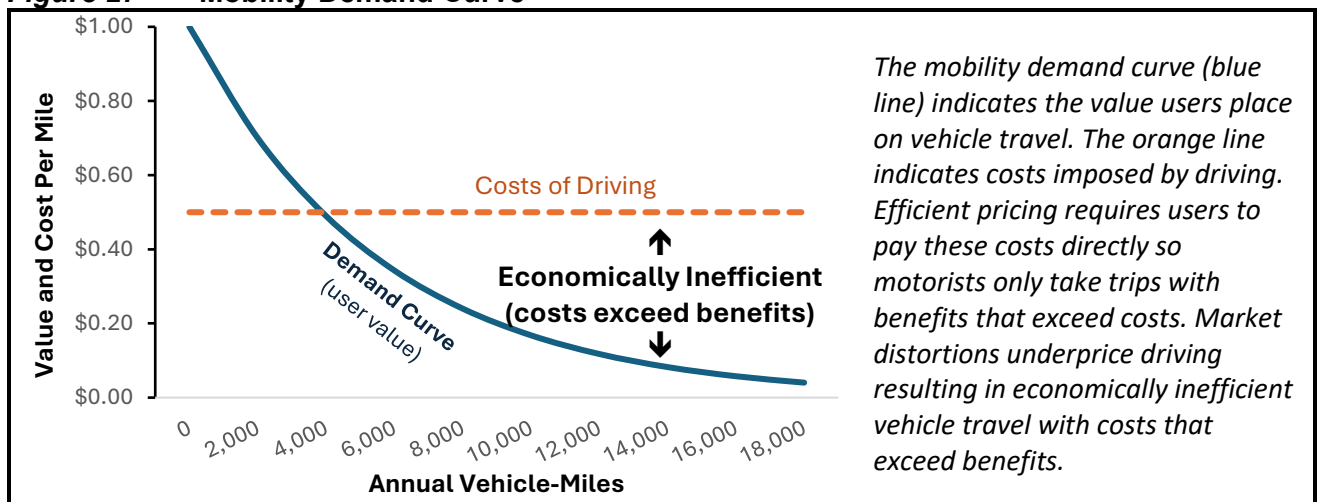 $1.00
$0.80
$0.60
$0.40
$0.20
$0.00
Value and Cost Per Mile
Costs of Driving
Demand Curve
(user value)
Economically Inefficient
(costs exceed benefits)
0
2,000
4,000
6,000
8,000
10,000
12,000
14,000
16,000
18,000
Annual Vehicle-Miles
The mobility demand curve (blue
line) indicates the value users place
on vehicle travel. The orange line
indicates costs imposed by driving.
Efficient pricing requires users to
pay these costs directly so
motorists only take trips with
benefits that exceed costs. Market
distortions underprice driving
resulting in economically inefficient
vehicle travel with costs that
exceed benefits.